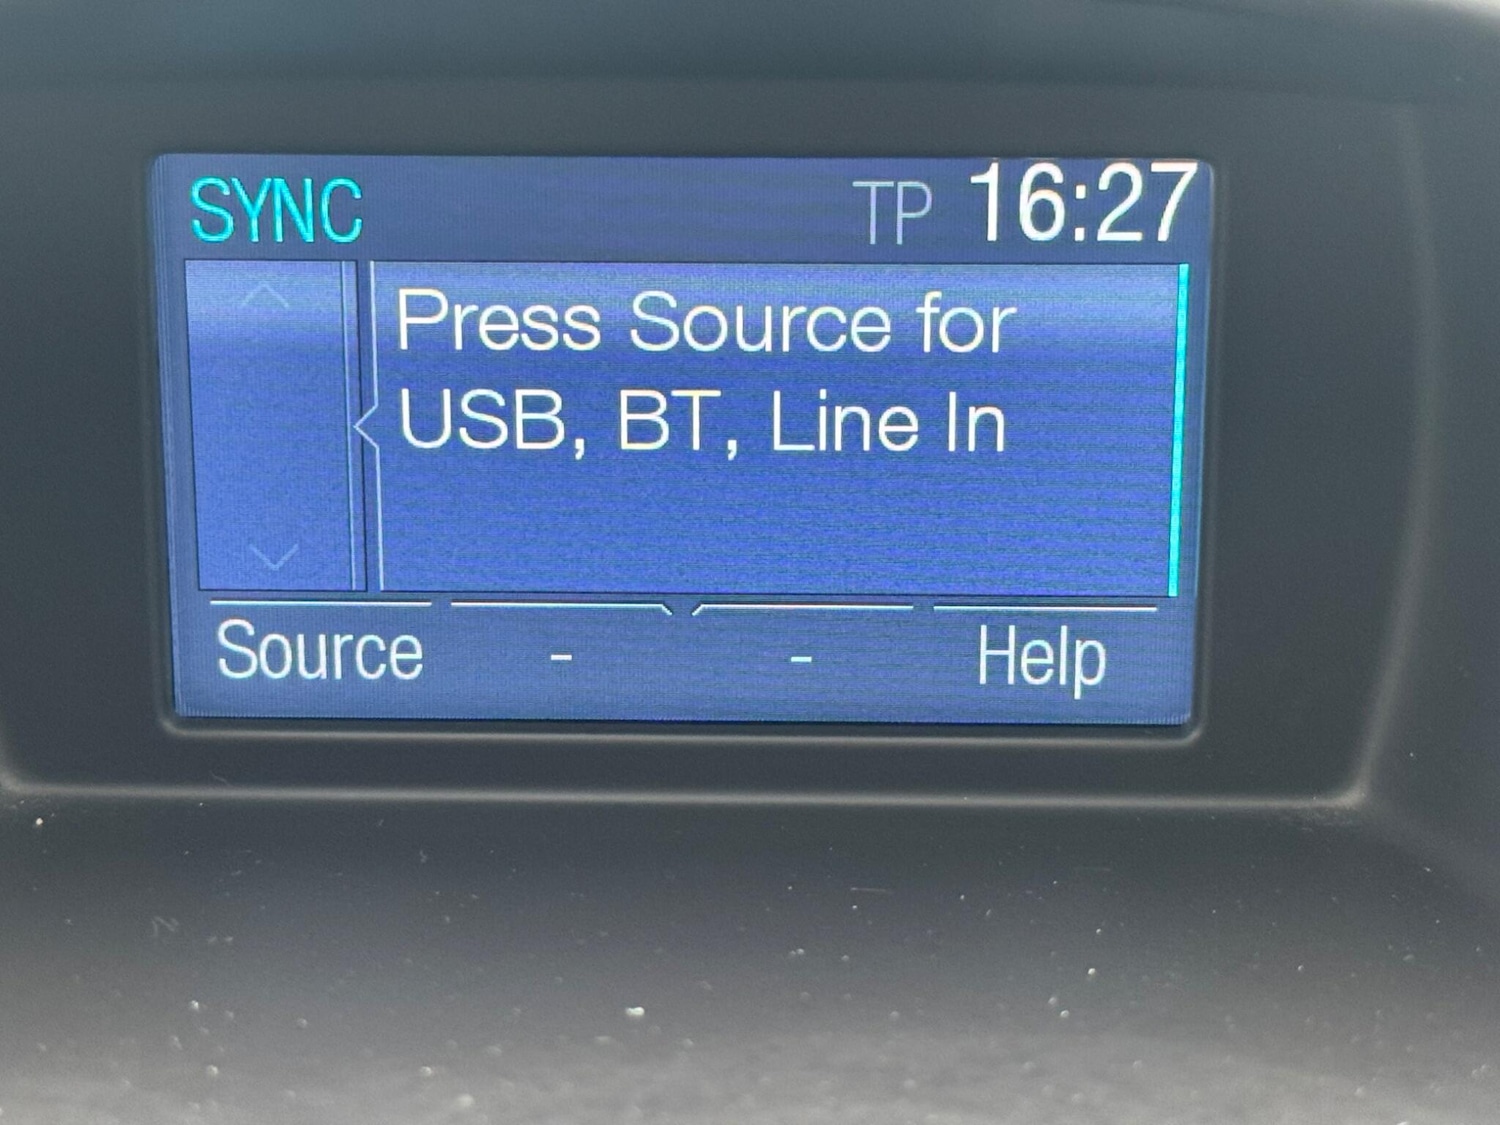 SYNC TP 16:27
Press Source for
USB, BT, Line In
Source - - Help